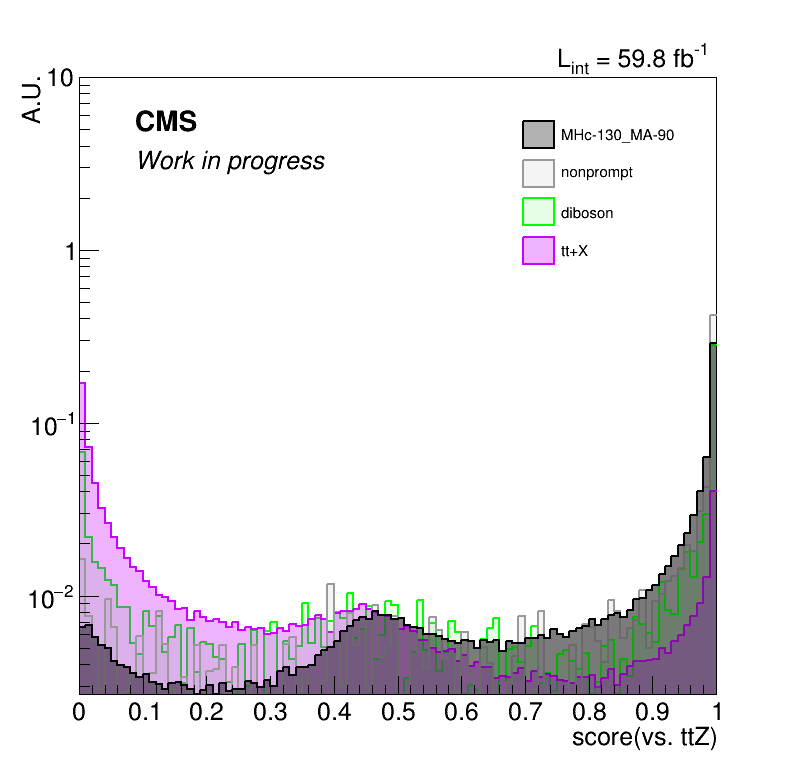 L_int = 59.8 fb^-1
A.U.
CMS
Work in progress
MHc-130_MA-90
nonprompt
diboson
tt+X
10
1
10^−1
10^−2
0 0.1 0.2 0.3 0.4 0.5 0.6 0.7 0.8 0.9 1
score(vs. ttZ)